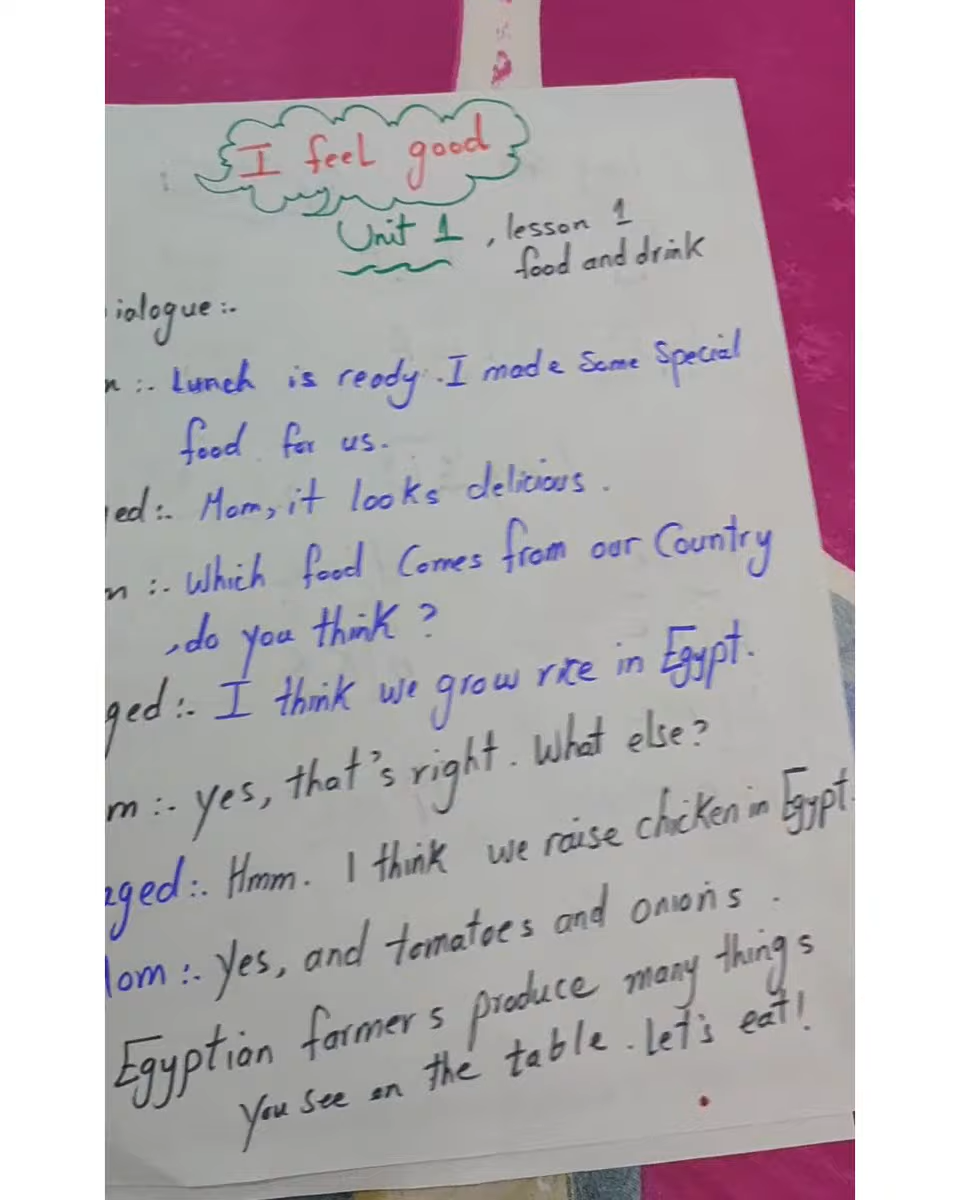 I feel good
Unit 1, lesson 1
food and drink
ialogue:-
:- Lunch is ready. I made Some Special
food for us.
ed:- Mom, it looks delicious.
:- Which food Comes from our Country
,do you think?
ged:- I think we grow rice in Egypt.
m:- yes, that's right. What else?
ged:- Hmm. I think we raise chicken in Egypt.
om:- yes, and tomatoes and onions.
Egyptian farmers produce many things
you see on the table. Let's eat!